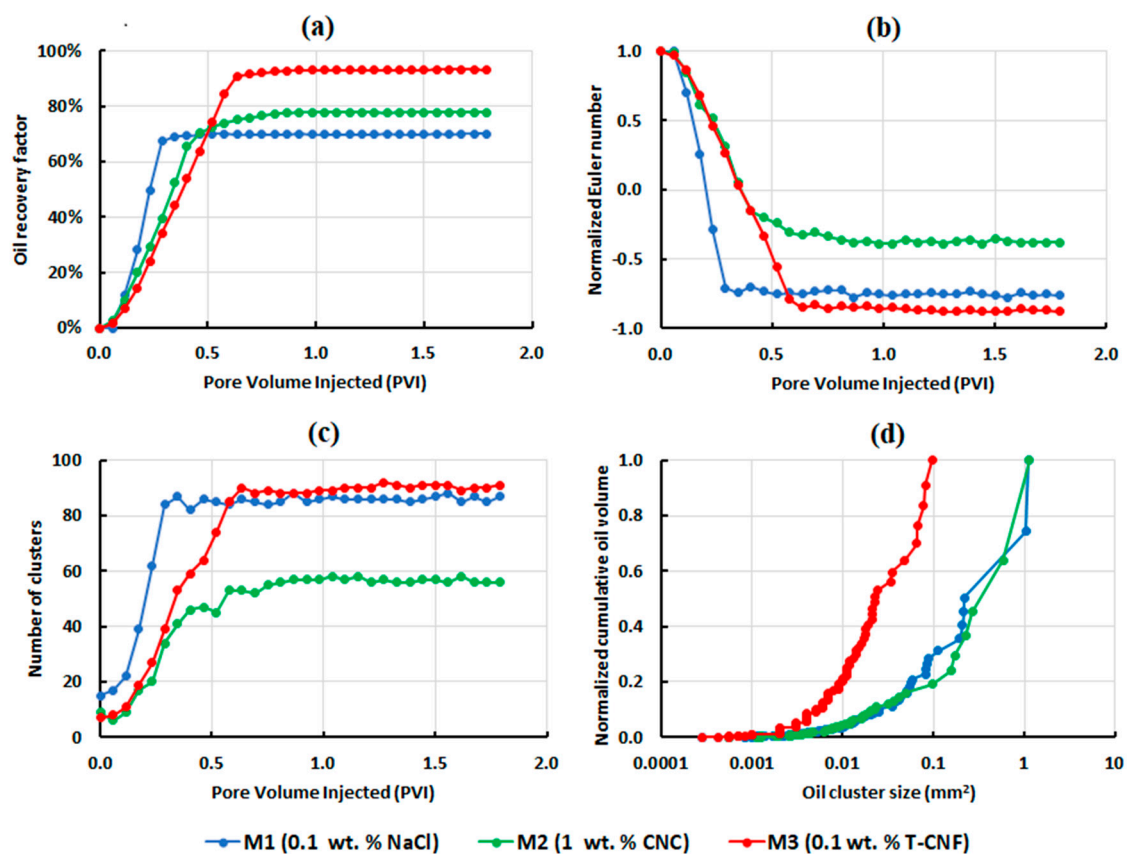 (a)
100%
80%
60%
40%
20%
0%
Oil recovery factor
0.0 0.5 1.0 1.5 2.0
Pore Volume Injected (PVI)
(b)
1.0
0.5
0.0
-0.5
-1.0
Normalized Euler number
0.0 0.5 1.0 1.5 2.0
Pore Volume Injected (PVI)
(c)
100
80
60
40
20
0
Number of clusters
0.0 0.5 1.0 1.5 2.0
Pore Volume Injected (PVI)
(d)
1.0
0.8
0.6
0.4
0.2
0.0
Normalized cumulative oil volume
0.0001 0.001 0.01 0.1 1 10
Oil cluster size (mm²)
M1 (0.1 wt. % NaCl) M2 (1 wt. % CNC) M3 (0.1 wt. % T-CNF)